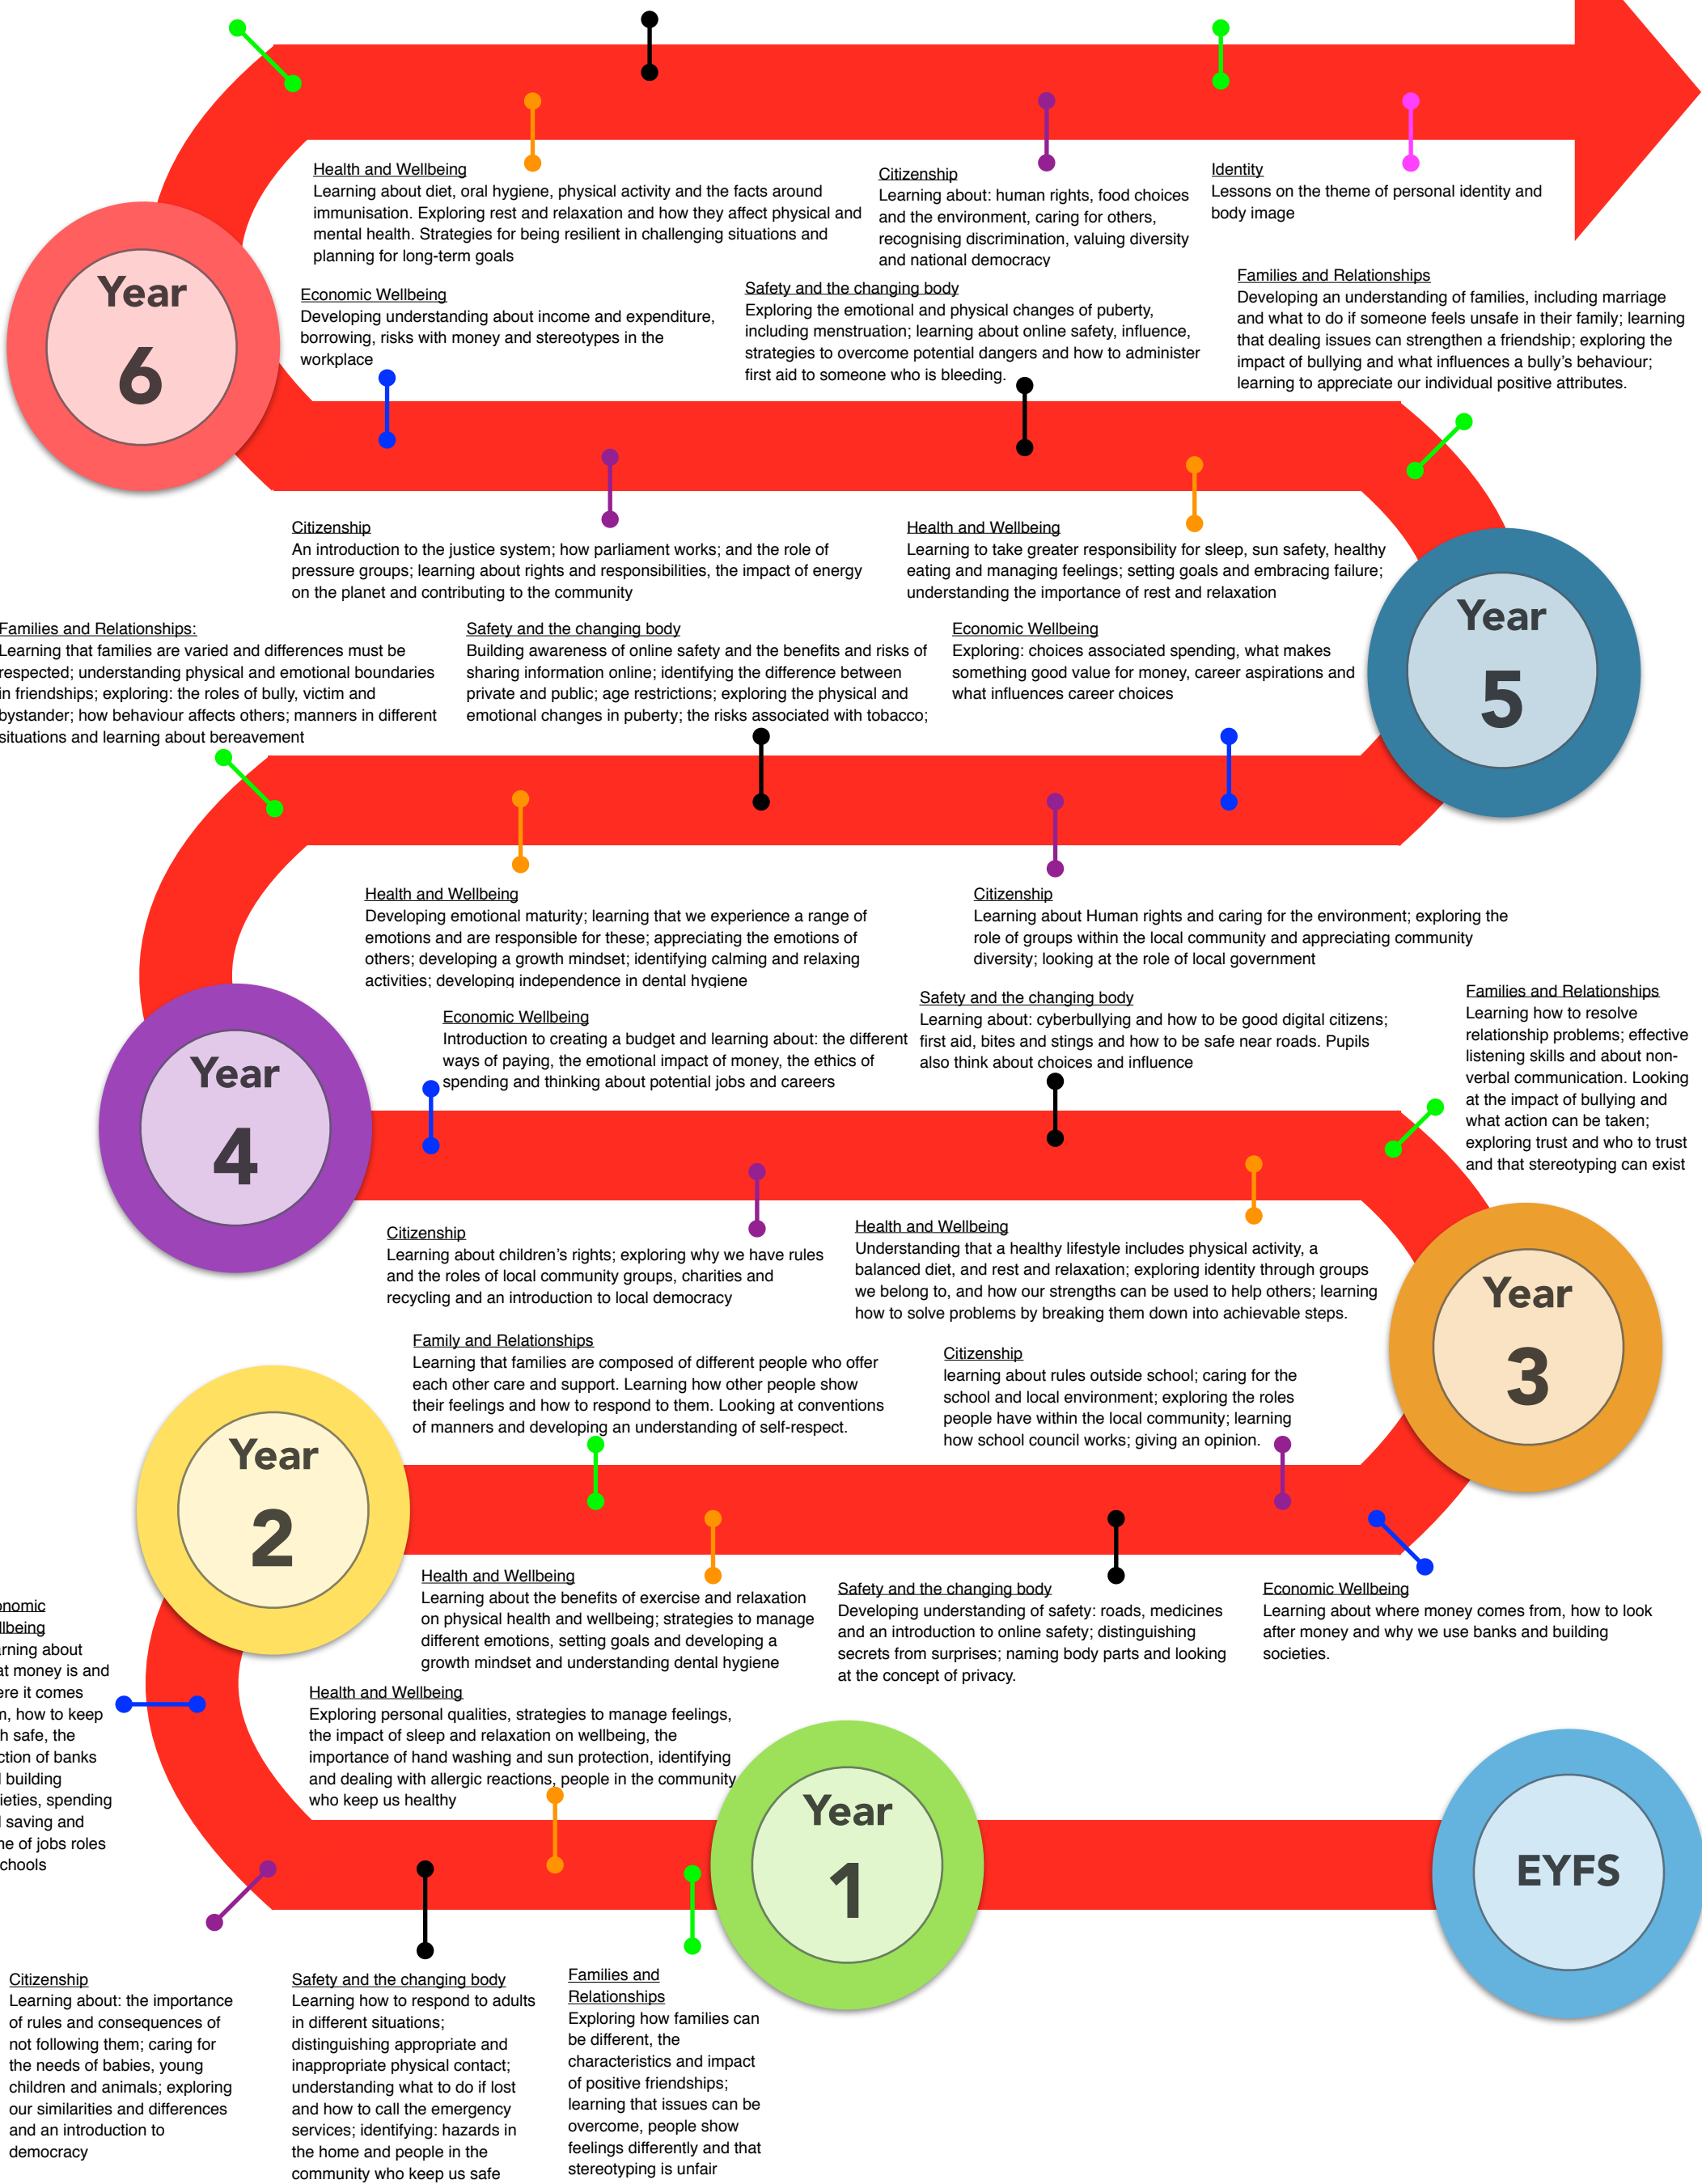 Health and Wellbeing
Learning about diet, oral hygiene, physical activity and the facts around
immunisation. Exploring rest and relaxation and how they affect physical and
mental health. Strategies for being resilient in challenging situations and
planning for long-term goals
Citizenship
Learning about: human rights, food choices
and the environment, caring for others,
recognising discrimination, valuing diversity
and national democracy
Identity
Lessons on the theme of personal identity and
body image
Year
6
Economic Wellbeing
Developing understanding about income and expenditure,
borrowing, risks with money and stereotypes in the
workplace
Safety and the changing body
Exploring the emotional and physical changes of puberty,
including menstruation; learning about online safety, influence,
strategies to overcome potential dangers and how to administer
first aid to someone who is bleeding.
Families and Relationships
Developing an understanding of families, including marriage
and what to do if someone feels unsafe in their family; learning
that dealing issues can strengthen a friendship; exploring the
impact of bullying and what influences a bully's behaviour;
learning to appreciate our individual positive attributes.
Citizenship
An introduction to the justice system; how parliament works; and the role of
pressure groups; learning about rights and responsibilities, the impact of energy
on the planet and contributing to the community
Health and Wellbeing
Learning to take greater responsibility for sleep, sun safety, healthy
eating and managing feelings; setting goals and embracing failure;
understanding the importance of rest and relaxation
Year
5
Families and Relationships:
Learning that families are varied and differences must be
respected; understanding physical and emotional boundaries
in friendships; exploring: the roles of bully, victim and
bystander; how behaviour affects others; manners in different
situations and learning about bereavement
Safety and the changing body
Building awareness of online safety and the benefits and risks of
sharing information online; identifying the difference between
private and public; age restrictions; exploring the physical and
emotional changes in puberty; the risks associated with tobacco;
Economic Wellbeing
Exploring: choices associated spending, what makes
something good value for money, career aspirations and
what influences career choices
Health and Wellbeing
Developing emotional maturity; learning that we experience a range of
emotions and are responsible for these; appreciating the emotions of
others; developing a growth mindset; identifying calming and relaxing
activities; developing independence in dental hygiene
Citizenship
Learning about Human rights and caring for the environment; exploring the
role of groups within the local community and appreciating community
diversity; looking at the role of local government
Year
4
Economic Wellbeing
Introduction to creating a budget and learning about: the different
ways of paying, the emotional impact of money, the ethics of
spending and thinking about potential jobs and careers
Safety and the changing body
Learning about: cyberbullying and how to be good digital citizens;
first aid, bites and stings and how to be safe near roads. Pupils
also think about choices and influence
Families and Relationships
Learning how to resolve
relationship problems; effective
listening skills and about non-
verbal communication. Looking
at the impact of bullying and
what action can be taken;
exploring trust and who to trust
and that stereotyping can exist
Citizenship
Learning about children's rights; exploring why we have rules
and the roles of local community groups, charities and
recycling and an introduction to local democracy
Health and Wellbeing
Understanding that a healthy lifestyle includes physical activity, a
balanced diet, and rest and relaxation; exploring identity through groups
we belong to, and how our strengths can be used to help others; learning
how to solve problems by breaking them down into achievable steps.
Year
3
Family and Relationships
Learning that families are composed of different people who offer
each other care and support. Learning how other people show
their feelings and how to respond to them. Looking at conventions
of manners and developing an understanding of self-respect.
Citizenship
learning about rules outside school; caring for the
school and local environment; exploring the roles
people have within the local community; learning
how school council works; giving an opinion.
Year
2
Health and Wellbeing
Learning about the benefits of exercise and relaxation
on physical health and wellbeing; strategies to manage
different emotions, setting goals and developing a
growth mindset and understanding dental hygiene
Safety and the changing body
Developing understanding of safety: roads, medicines
and an introduction to online safety; distinguishing
secrets from surprises; naming body parts and looking
at the concept of privacy.
Economic Wellbeing
Learning about where money comes from, how to look
after money and why we use banks and building
societies.
about
money is and
it comes
how to keep
safe, the
of banks
building
spending
saving and
of jobs roles
Health and Wellbeing
Exploring personal qualities, strategies to manage feelings,
the impact of sleep and relaxation on wellbeing, the
importance of hand washing and sun protection, identifying
and dealing with allergic reactions, people in the community
who keep us healthy
Year
1
EYFS
Citizenship
Learning about: the importance
of rules and consequences of
not following them; caring for
the needs of babies, young
children and animals; exploring
our similarities and differences
and an introduction to
democracy
Safety and the changing body
Learning how to respond to adults
in different situations;
distinguishing appropriate and
inappropriate physical contact;
understanding what to do if lost
and how to call the emergency
services; identifying: hazards in
the home and people in the
community who keep us safe
Families and
Relationships
Exploring how families can
be different, the
characteristics and impact
of positive friendships;
learning that issues can be
overcome, people show
feelings differently and that
stereotyping is unfair